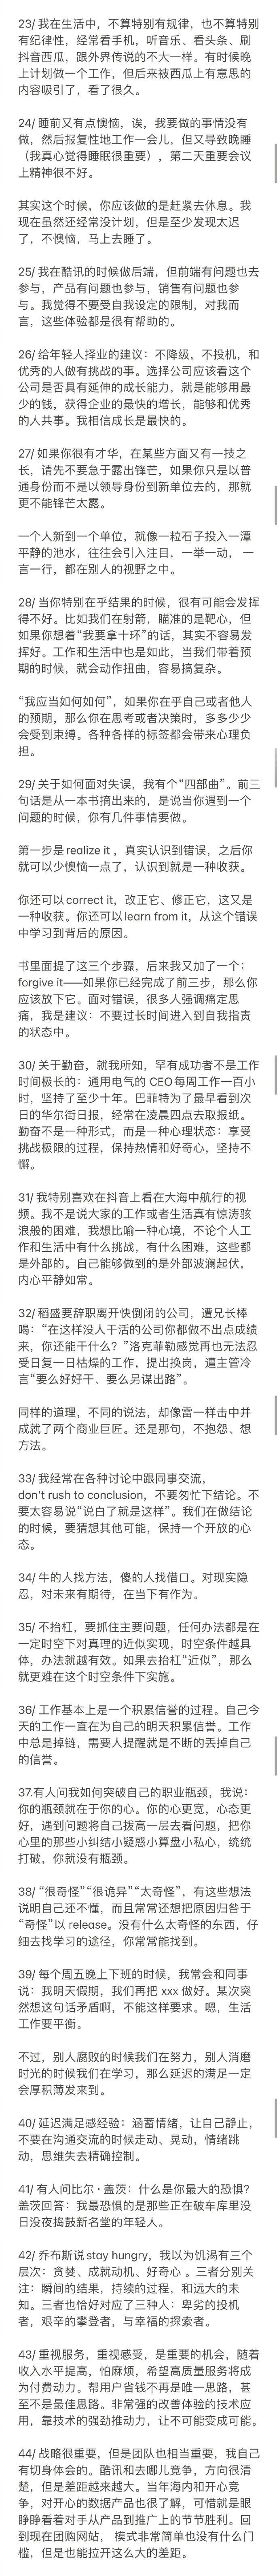 23/ 我在生活中，不算特别有规律，也不算特别
有纪律性，经常看手机，听音乐、看头条、刷
抖音西瓜，跟外界传说的不大一样。有时候晚
上计划做一个工作，但后来被西瓜上有意思的
内容吸引了，看了很久。
24/ 睡前又有点懊恼，诶，我要做的事情没有
做，然后报复性地工作一会儿，但又导致晚睡
（我真心觉得睡眠很重要），第二天重要会议
上精神很不好。
其实这个时候，你应该做的是赶紧去休息。我
现在虽然还经常没计划，但是至少发现太迟
了，不懊恼，马上去睡了。
25/ 我在酷讯的时候做后端，但前端有问题也去
参与，产品有问题也参与，销售有问题也参
与。我觉得不要受自我设定的限制，对我而
言，这些体验都是很有帮助的。
26/ 给年轻人择业的建议：不降级，不投机，和
优秀的人做有挑战的事。选择公司应该看这个
公司是否具有延伸的成长能力，就是能够用最
少的钱，获得企业的最快的增长，能够和优秀
的人共事。我相信成长是最快的。
27/ 如果你很有才华，在某些方面又有一技之
长，请先不要急于露出锋芒，如果你只是以普
通身份而不是以领导身份到新单位去的，那就
更不能锋芒太露。
一个人新到一个单位，就像一粒石子投入一潭
平静的池水，往往会引入注目，一举一动， 一
言一行，都在别人的视野之中。
28/ 当你特别在乎结果的时候，很有可能会发挥
得不好。比如我们在射箭，瞄准的是靶心，但
如果你想着“我要拿十环”的话，其实不容易发
挥好。工作和生活中也是如此，当我们带着预
期的时候，就会动作扭曲，容易搞复杂。
“我应当如何如何”，如果你在乎自己或者他人
的预期，那么你在思考或者决策时，多多少少
会受到束缚。各种各样的标签都会带来心理负
担。
29/ 关于如何面对失误，我有个“四部曲”。前三
句话是从一本书摘出来的，是说当你遇到一个
问题的时候，你有几件事情要做。
第一步是 realize it ，真实认识到错误，之后你
就可以少懊恼一点了，认识到就是一种收获。
你还可以 correct it，改正它、修正它，这又是
一种收获。你还可以 learn from it，从这个错误
中学习到背后的原因。
书里面提了这三个步骤，后来我又加了一个：
forgive it——如果你已经完成了前三步，那么你
应该放下它。面对错误，很多人强调痛定思
痛，我是建议：不要过长时间进入到自我指责
的状态中。
30/ 关于勤奋，就我所知，罕有成功者不是工作
时间极长的：通用电气的 CEO 每周工作一百小
时，坚持了至少十年。巴菲特为了最早看到次
日的华尔街日报，经常在凌晨四点去取报纸。
勤奋不是一种形式，而是一种心理状态：享受
挑战极限的过程，保持热情和好奇心，坚持不
懈。
31/ 我特别喜欢在抖音上看在大海中航行的视
频。我不是说大家的工作或者生活真有惊涛骇
浪般的困难，我想比喻一种心境，不论个人工
作和生活中有什么挑战，有什么困难，这些都
是外部的。自己能够做到的是外部波澜起伏，
内心平静如常。
32/ 稻盛要辞职离开快倒闭的公司，遭兄长棒
喝：“在这样没人干活的公司你都做不出点成绩
来，你还能干什么？”洛克菲勒感觉再也无法忍
受日复一日枯燥的工作，提出换岗，遭主管冷
言“要么好好干、要么另谋出路”。
同样的道理，不同的说法，却像雷一样击中并
成就了两个商业巨匠。还是那句，不抱怨、想
方法。
33/ 我经常在各种讨论中跟同事交流，
don’t rush to conclusion，不要匆忙下结论。不
要太容易说“说白了就是这样”。我们在做结论
的时候，要猜想其他可能，保持一个开放的心
态。
34/ 牛的人找方法，傻的人找借口。对现实隐
忍，对未来有期待，在当下有作为。
35/ 不抬杠，要抓住主要问题，任何办法都是在
一定时空下对真理的近似实现，时空条件越具
体，办法就越有效。如果去抬杠“近似”，那么
就更难在这个时空条件下实施。
36/ 工作基本上是一个积累信誉的过程。自己今
天的工作一直在为自己的明天积累信誉。工作
中总是掉链，需要人提醒就是不断的丢掉自己
的信誉。
37.有人问我如何突破自己的职业瓶颈，我说：
你的瓶颈就在于你的心。你的心更宽，心态更
好，遇到问题将自己拔高一层去看问题，把你
心里的那些小纠结小疑惑小算盘小私心，统统
打破，你就没有瓶颈。
38/ “很奇怪”“很诡异”“太奇怪”，有这些想法
说明自己还不懂，而且常常还想把原因归咎于
“奇怪”以 release。没有什么太奇怪的东西，仔
细去找学习的途径，你常常能找到。
39/ 每个周五晚上下班的时候，我常会和同事
说：我明天假期，我们再把 xxx 做好。某次突
然想这句话矛盾啊，不能这样要求。嗯，生活
工作要平衡。
不过，别人腐败的时候我们在努力，别人消磨
时光的时候我们在学习，那么延迟的满足一定
会厚积薄发来到。
40/ 延迟满足感经验：涵蓄情绪，让自己静止，
不要在沟通交流的时候走动、晃动，情绪跳
动，思维失去精确控制。
41/ 有人问比尔·盖茨：什么是你最大的恐惧？
盖茨回答：我最恐惧的是那些正在破车库里没
日没夜捣鼓新名堂的年轻人。
42/ 乔布斯说 stay hungry，我以为饥渴有三个
层次：贪婪、成就动机、好奇心 。三者分别关
注：瞬间的结果，持续的过程，和远大的未
知。三者也恰好对应了三种人：卑劣的投机
者，艰辛的攀登者，与幸福的探索者。
43/ 重视服务，重视感受，是重要的机会，随着
收入水平提高，怕麻烦，希望高质量服务将成
为付费动力。帮用户省钱不再是唯一思路，甚
至不是最佳思路。非常强的改善体验的技术应
用，靠技术的强劲推动力，让不可能变成可能。
44/ 战略很重要，但是团队也相当重要，我自己
有切身体会的。酷讯和去哪儿竞争，方向很清
楚，但是差距越来越大。当年海内和开心竞
争，对开心的数据产品也很了解，可惜就是眼
睁睁看着对手从产品到推广上的节节胜利。回
到现在团购网站， 模式非常简单也没有什么门
槛，但是也能拉开这么大的差距。